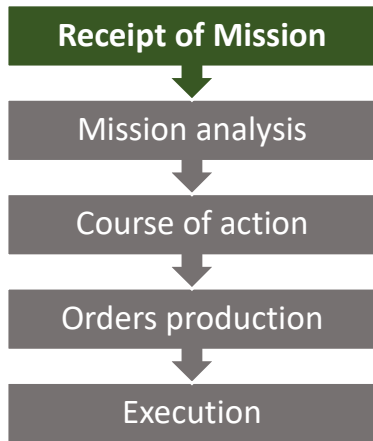 Receipt of Mission
Mission analysis
Course of action
Orders production
Execution